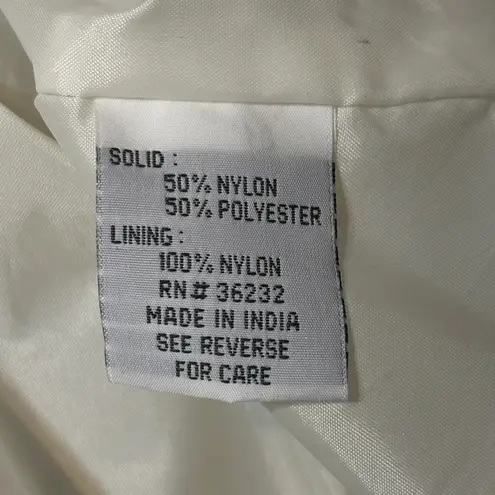 SOLID :
50% NYLON
50% POLYESTER
LINING :
100% NYLON
RN# 36232
MADE IN INDIA
SEE REVERSE
FOR CARE